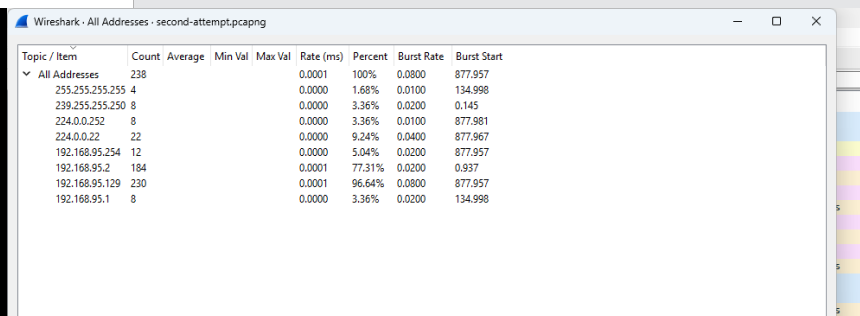 Wireshark · All Addresses · second-attempt.pcapng
Topic / Item Count Average Min Val Max Val Rate (ms) Percent Burst Rate Burst Start
All Addresses 238 0.0001 100% 0.0800 877.957
255.255.255.255 4 0.0000 1.68% 0.0100 134.998
239.255.255.250 8 0.0000 3.36% 0.0200 0.145
224.0.0.252 8 0.0000 3.36% 0.0100 877.981
224.0.0.22 22 0.0000 9.24% 0.0400 877.967
192.168.95.254 12 0.0000 5.04% 0.0200 877.957
192.168.95.2 184 0.0001 77.31% 0.0200 0.937
192.168.95.129 230 0.0001 96.64% 0.0800 877.957
192.168.95.1 8 0.0000 3.36% 0.0200 134.998